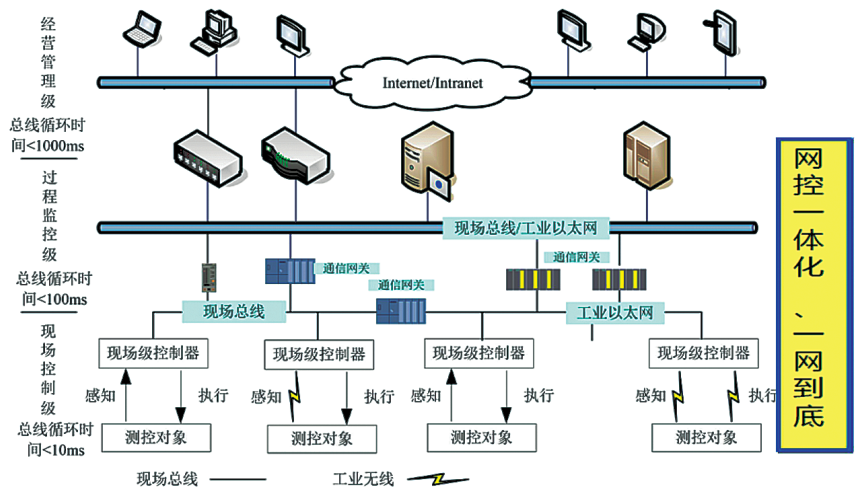 经营管理级
Internet/Intranet
总线循环时
间<1000ms
过程监控级
现场总线/工业以太网
通信网关
通信网关
通信网关
总线循环时
间<100ms
现场总线
工业以太网
现场控制级
现场级控制器
现场级控制器
现场级控制器
现场级控制器
感知
执行
感知
执行
感知
执行
感知
执行
总线循环时
间<10ms
测控对象
测控对象
测控对象
测控对象
现场总线
工业无线
网控一体化、一网到底